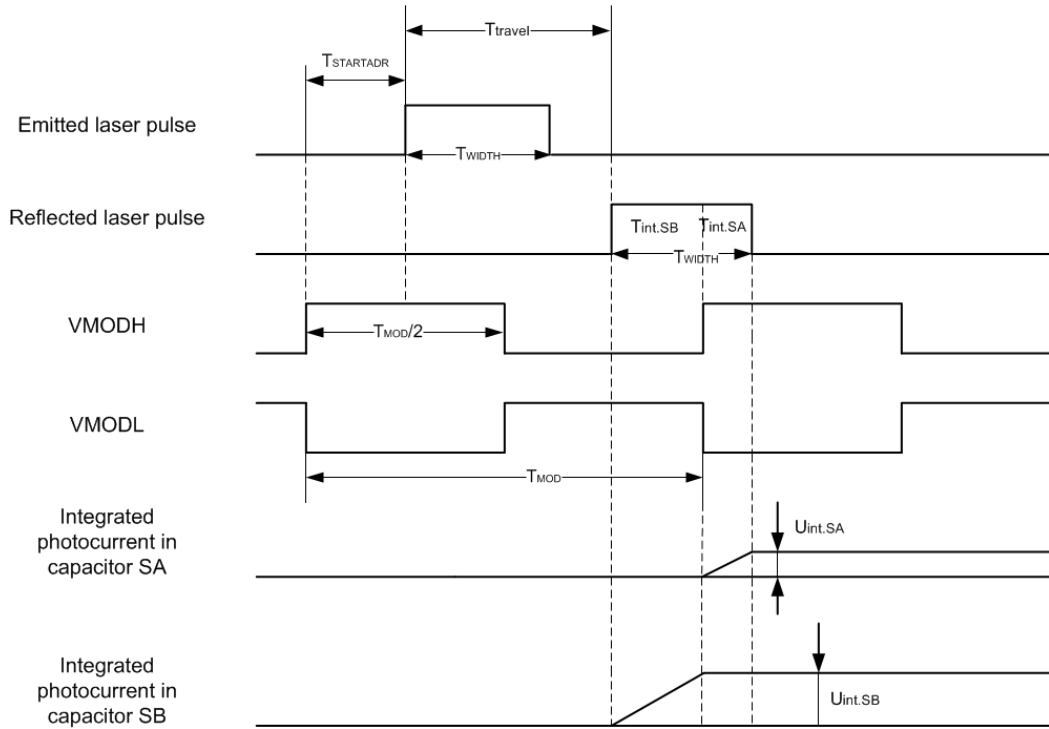 Ttravel
TSTARTADR
Emitted laser pulse
TWIDTH
Reflected laser pulse
Tint.SB
Tint.SA
TWIDTH
VMODH
TMOD/2
VMODL
TMOD
Integrated
photocurrent in
capacitor SA
Uint.SA
Integrated
photocurrent in
capacitor SB
Uint.SB